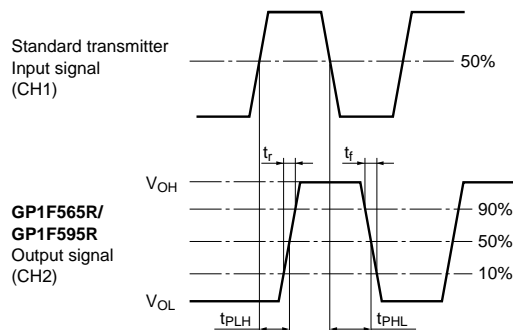 Standard transmitter
Input signal
(CH1)
50%
tr
tf
VOH
GP1F565R/
GP1F595R
Output signal
(CH2)
90%
50%
10%
VOL
tPLH
tPHL